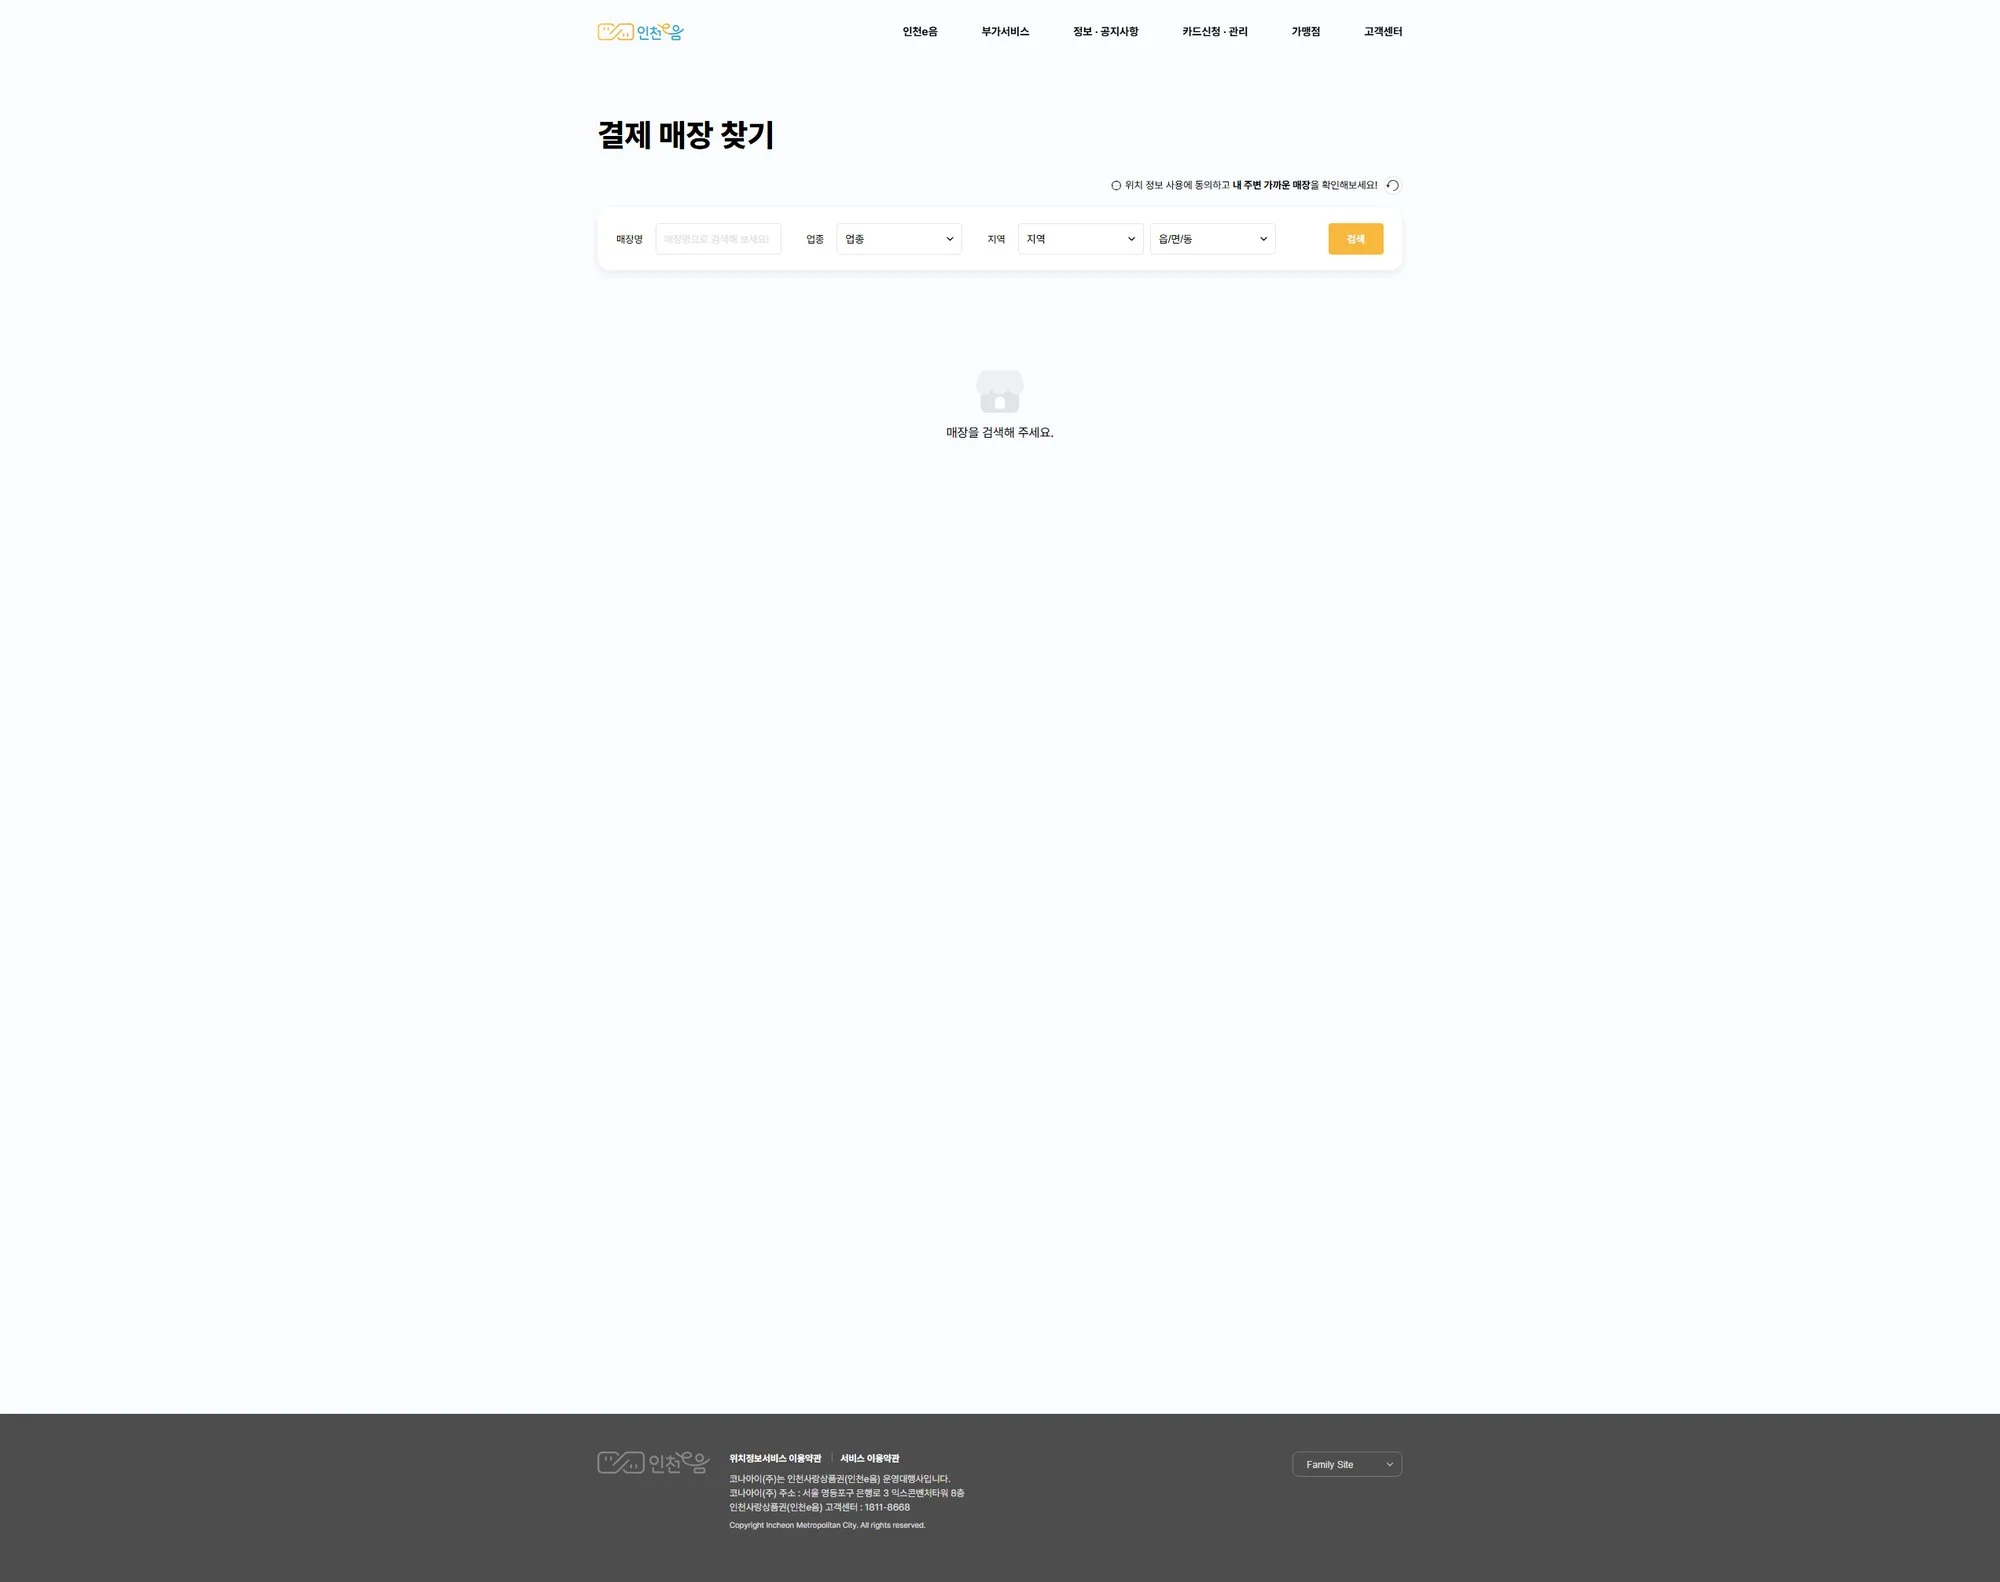 인천e음
인천e음 부가서비스 정보 · 공지사항 카드신청 · 관리 가맹점 고객센터
결제 매장 찾기
위치 정보 사용에 동의하고 내 주변 가까운 매장을 확인해보세요!
매장명 매장명으로 검색해 보세요! 업종 업종 지역 지역 읍/면/동 검색
매장을 검색해 주세요.
인천e음
위치정보서비스 이용약관 서비스 이용약관
코나아이(주)는 인천사랑상품권(인천e음) 운영대행사입니다.
코나아이(주) 주소 : 서울 영등포구 은행로 3 익스콘벤처타워 8층
인천사랑상품권(인천e음) 고객센터 : 1811-8668
Copyright Incheon Metropolitan City. All rights reserved.
Family Site